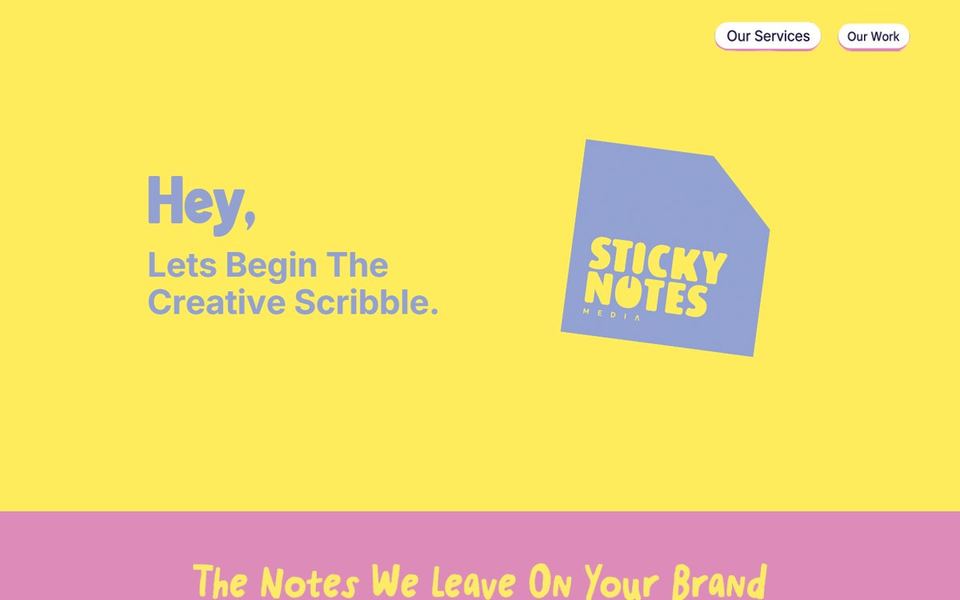 Our Services
Our Work
Hey,
Lets Begin The
Creative Scribble.
STICKY
NOTES
MEDIA
The Notes We Leave On Your Brand